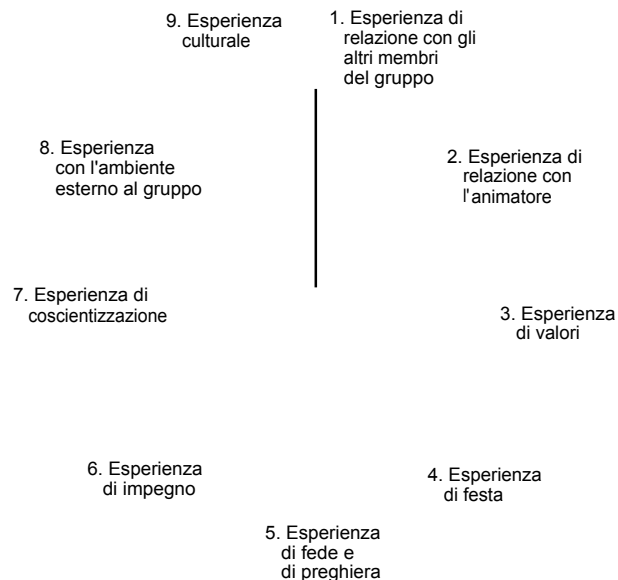 1. Esperienza di
relazione con gli
altri membri
del gruppo
2. Esperienza di
relazione con
l'animatore
3. Esperienza
di valori
4. Esperienza
di festa
5. Esperienza
di fede e
di preghiera
6. Esperienza
di impegno
7. Esperienza di
coscientizzazione
8. Esperienza
con l'ambiente
esterno al gruppo
9. Esperienza
culturale